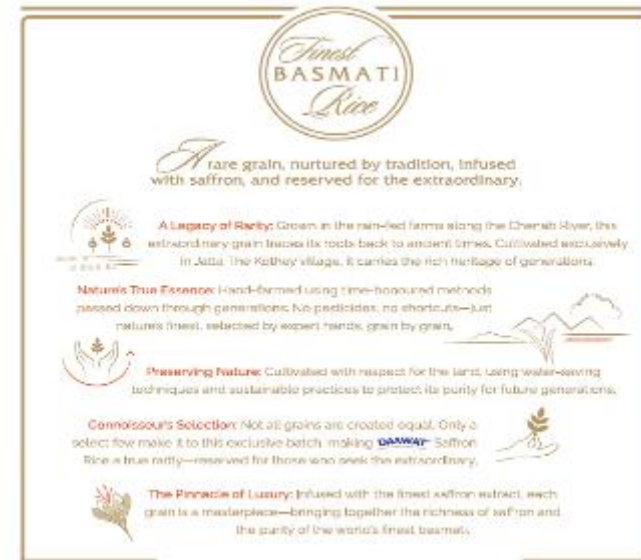 Finest
BASMATI
Rice
A rare grain, nurtured by tradition, infused
with saffron, and reserved for the extraordinary.
A Legacy of Rarity: Grown in the rain-fed farms along the Chenab River, this
extraordinary grain traces its roots back to ancient times. Cultivated exclusively
in Jatta The Kothey village, it carries the rich heritage of generations.
Nature's True Essence: Hand-farmed using time-honoured methods
passed down through generations. No pesticides, no shortcuts—just
nature's finest, selected by expert hands, grain by grain.
Preserving Nature: Cultivated with respect for the land, using water-saving
techniques and sustainable practices to protect its purity for future generations.
Connoisseur's Selection: Not all grains are created equal. Only a
select few make it to this exclusive batch, making DAAWAT Saffron
Rice a true rarity—reserved for those who seek the extraordinary.
The Pinnacle of Luxury: Infused with the finest saffron extract, each
grain is a masterpiece—bringing together the richness of saffron and
the purity of the world's finest basmati.